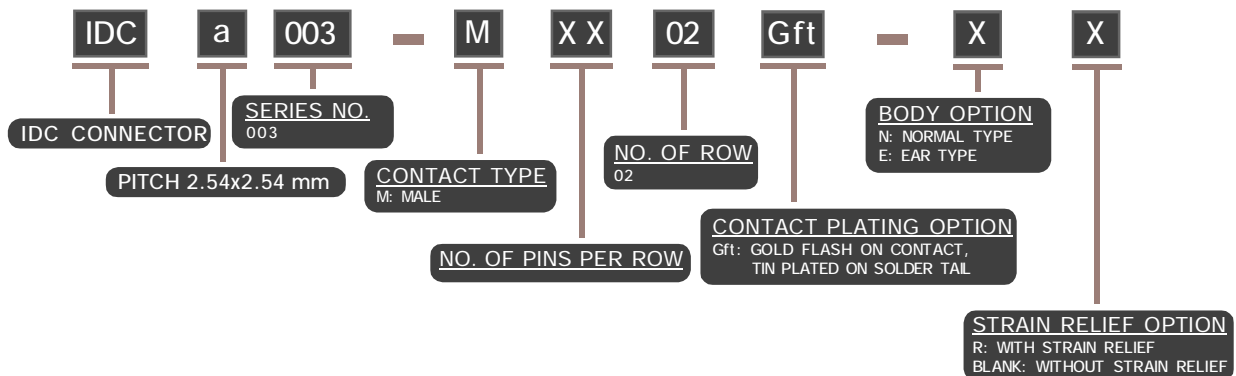 IDC a 003 - M XX 02 Gft - X X
SERIES NO.
003
IDC CONNECTOR
PITCH 2.54x2.54 mm
CONTACT TYPE
M: MALE
NO. OF PINS PER ROW
NO. OF ROW
02
CONTACT PLATING OPTION
Gft: GOLD FLASH ON CONTACT,
TIN PLATED ON SOLDER TAIL
BODY OPTION
N: NORMAL TYPE
E: EAR TYPE
STRAIN RELIEF OPTION
R: WITH STRAIN RELIEF
BLANK: WITHOUT STRAIN RELIEF